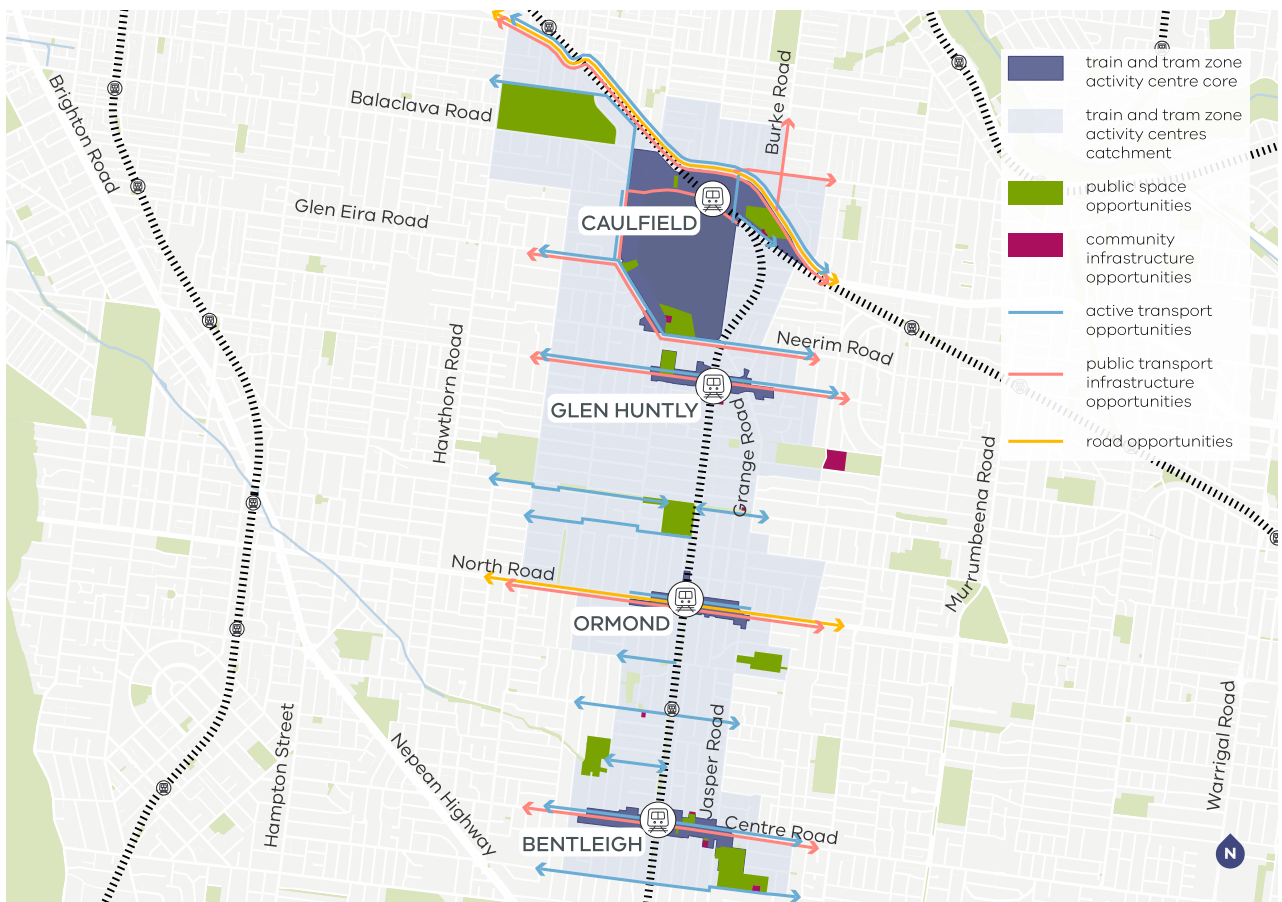 Brighton Road
Balaclava Road
Burke Road
Glen Eira Road
CAULFIELD
Hawthorn Road
Neerim Road
GLEN HUNTLY
Grange Road
Murrumbeena Road
North Road
ORMOND
Hampton Street
Nepean Highway
Jasper Road
Warrigal Road
Centre Road
BENTLEIGH
train and tram zone
activity centre core
train and tram zone
activity centres
catchment
public space
opportunities
community
infrastructure
opportunities
active transport
opportunities
public transport
infrastructure
opportunities
road opportunities
N